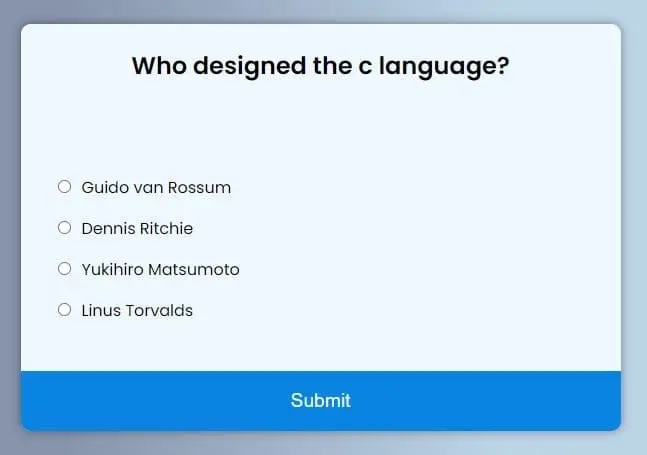 Who designed the c language?
Guido van Rossum
Dennis Ritchie
Yukihiro Matsumoto
Linus Torvalds
Submit